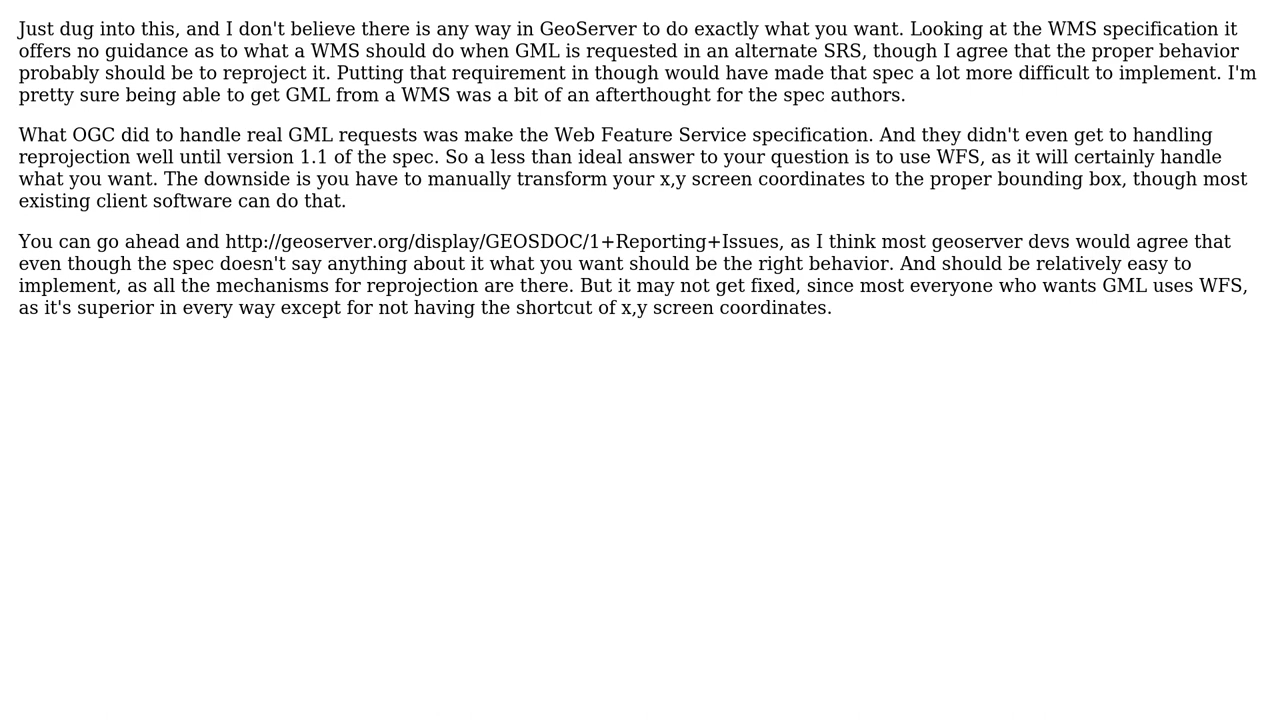 Just dug into this, and I don't believe there is any way in GeoServer to do exactly what you want. Looking at the WMS specification it
offers no guidance as to what a WMS should do when GML is requested in an alternate SRS, though I agree that the proper behavior
probably should be to reproject it. Putting that requirement in though would have made that spec a lot more difficult to implement. I'm
pretty sure being able to get GML from a WMS was a bit of an afterthought for the spec authors.
What OGC did to handle real GML requests was make the Web Feature Service specification. And they didn't even get to handling
reprojection well until version 1.1 of the spec. So a less than ideal answer to your question is to use WFS, as it will certainly handle
what you want. The downside is you have to manually transform your x,y screen coordinates to the proper bounding box, though most
existing client software can do that.
You can go ahead and http://geoserver.org/display/GEOSDOC/1+Reporting+Issues, as I think most geoserver devs would agree that
even though the spec doesn't say anything about it what you want should be the right behavior. And should be relatively easy to
implement, as all the mechanisms for reprojection are there. But it may not get fixed, since most everyone who wants GML uses WFS,
as it's superior in every way except for not having the shortcut of x,y screen coordinates.